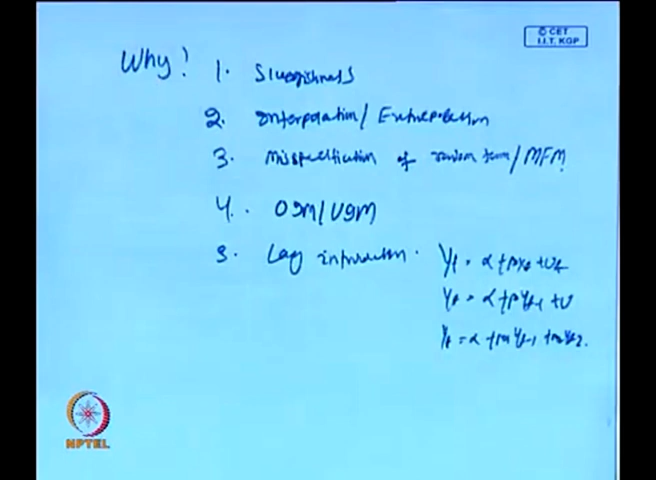 © CET
I.I.T. KGP
Why? 1. Sluggishness
2. Interpolation / Extrapolation
3. Misspecification of random term / MFM
4. OSM / USM
5. Lag introduction. Yt = α + βXt + Ut
Yt = α + βYt-1 + U
Yt = α + β1Yt-1 + β2Yt-2.
NPTEL